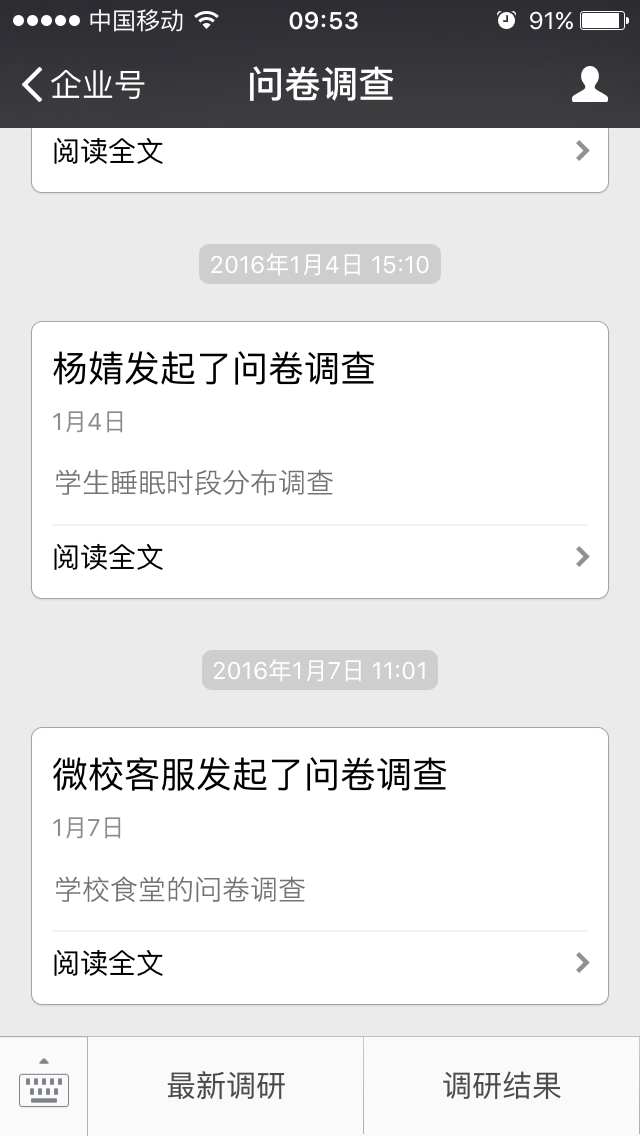 中国移动 09:53 91%
企业号 问卷调查
阅读全文
2016年1月4日 15:10
杨婧发起了问卷调查
1月4日
学生睡眠时段分布调查
阅读全文
2016年1月7日 11:01
微校客服发起了问卷调查
1月7日
学校食堂的问卷调查
阅读全文
最新调研 调研结果